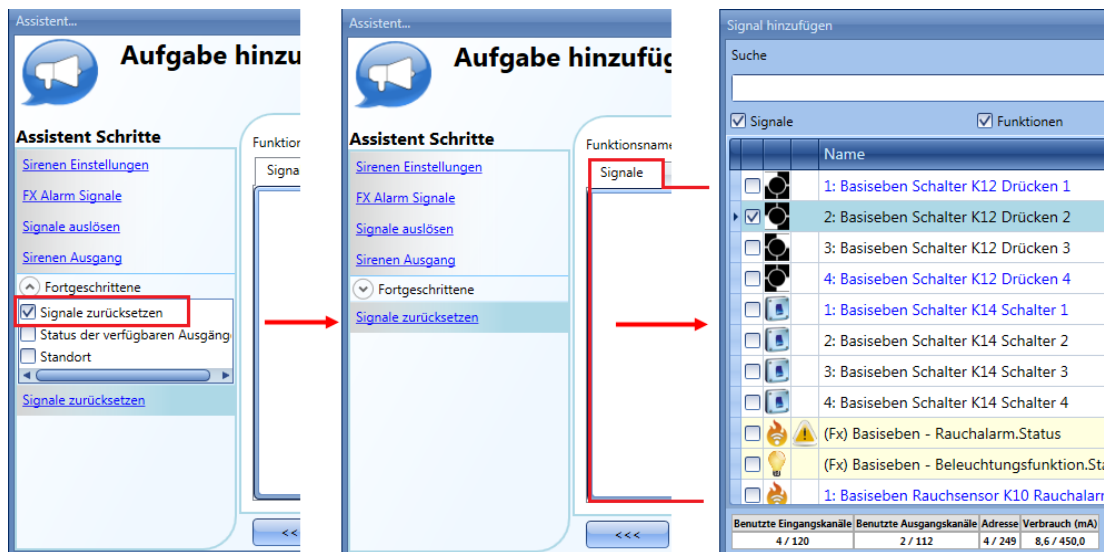 Assistent...
Aufgabe hinzu
Assistent Schritte
Sirenen Einstellungen
FX Alarm Signale
Signale auslösen
Sirenen Ausgang
Fortgeschrittene
Signale zurücksetzen
Status der verfügbaren Ausgäng
Standort
Signale zurücksetzen
Funktion
Signa
<<
Assistent...
Aufgabe hinzufüg
Assistent Schritte
Sirenen Einstellungen
FX Alarm Signale
Signale auslösen
Sirenen Ausgang
Fortgeschrittene
Signale zurücksetzen
Funktionsname
Signale
<<<
Signal hinzufügen
Suche
Signale Funktionen
Name
1: Basiseben Schalter K12 Drücken 1
2: Basiseben Schalter K12 Drücken 2
3: Basiseben Schalter K12 Drücken 3
4: Basiseben Schalter K12 Drücken 4
1: Basiseben Schalter K14 Schalter 1
2: Basiseben Schalter K14 Schalter 2
3: Basiseben Schalter K14 Schalter 3
4: Basiseben Schalter K14 Schalter 4
(Fx) Basiseben - Rauchalarm.Status
(Fx) Basiseben - Beleuchtungsfunktion.Sta
1: Basiseben Rauchsensor K10 Rauchalarm
Benutzte Eingangskanäle Benutzte Ausgangskanäle Adresse Verbrauch (mA)
4 / 120 2 / 112 4 / 249 8,6 / 450,0